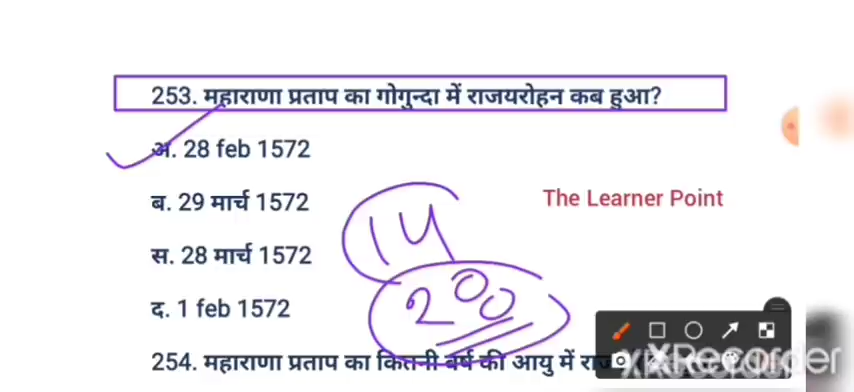 253. महाराणा प्रताप का गोगुन्दा में राजयरोहन कब हुआ?
अ. 28 feb 1572
ब. 29 मार्च 1572
The Learner Point
14
स. 28 मार्च 1572
200
द. 1 feb 1572
254. महाराणा प्रताप का कितनी वर्ष की आयु में
XRecorder